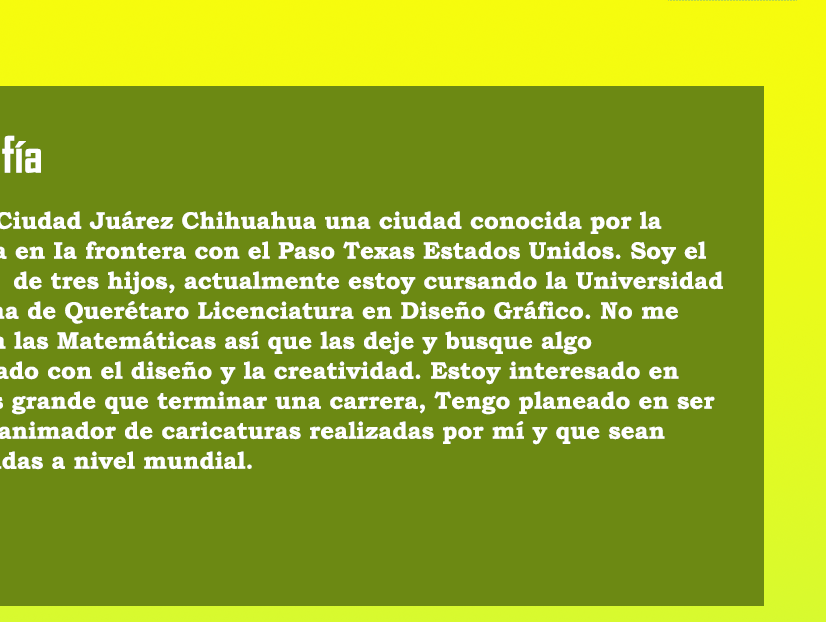 fía
Ciudad Juárez Chihuahua una ciudad conocida por la
a en Ia frontera con el Paso Texas Estados Unidos. Soy el
de tres hijos, actualmente estoy cursando la Universidad
na de Querétaro Licenciatura en Diseño Gráfico. No me
las Matemáticas así que las deje y busque algo
ado con el diseño y la creatividad. Estoy interesado en
s grande que terminar una carrera, Tengo planeado en ser
animador de caricaturas realizadas por mí y que sean
das a nivel mundial.